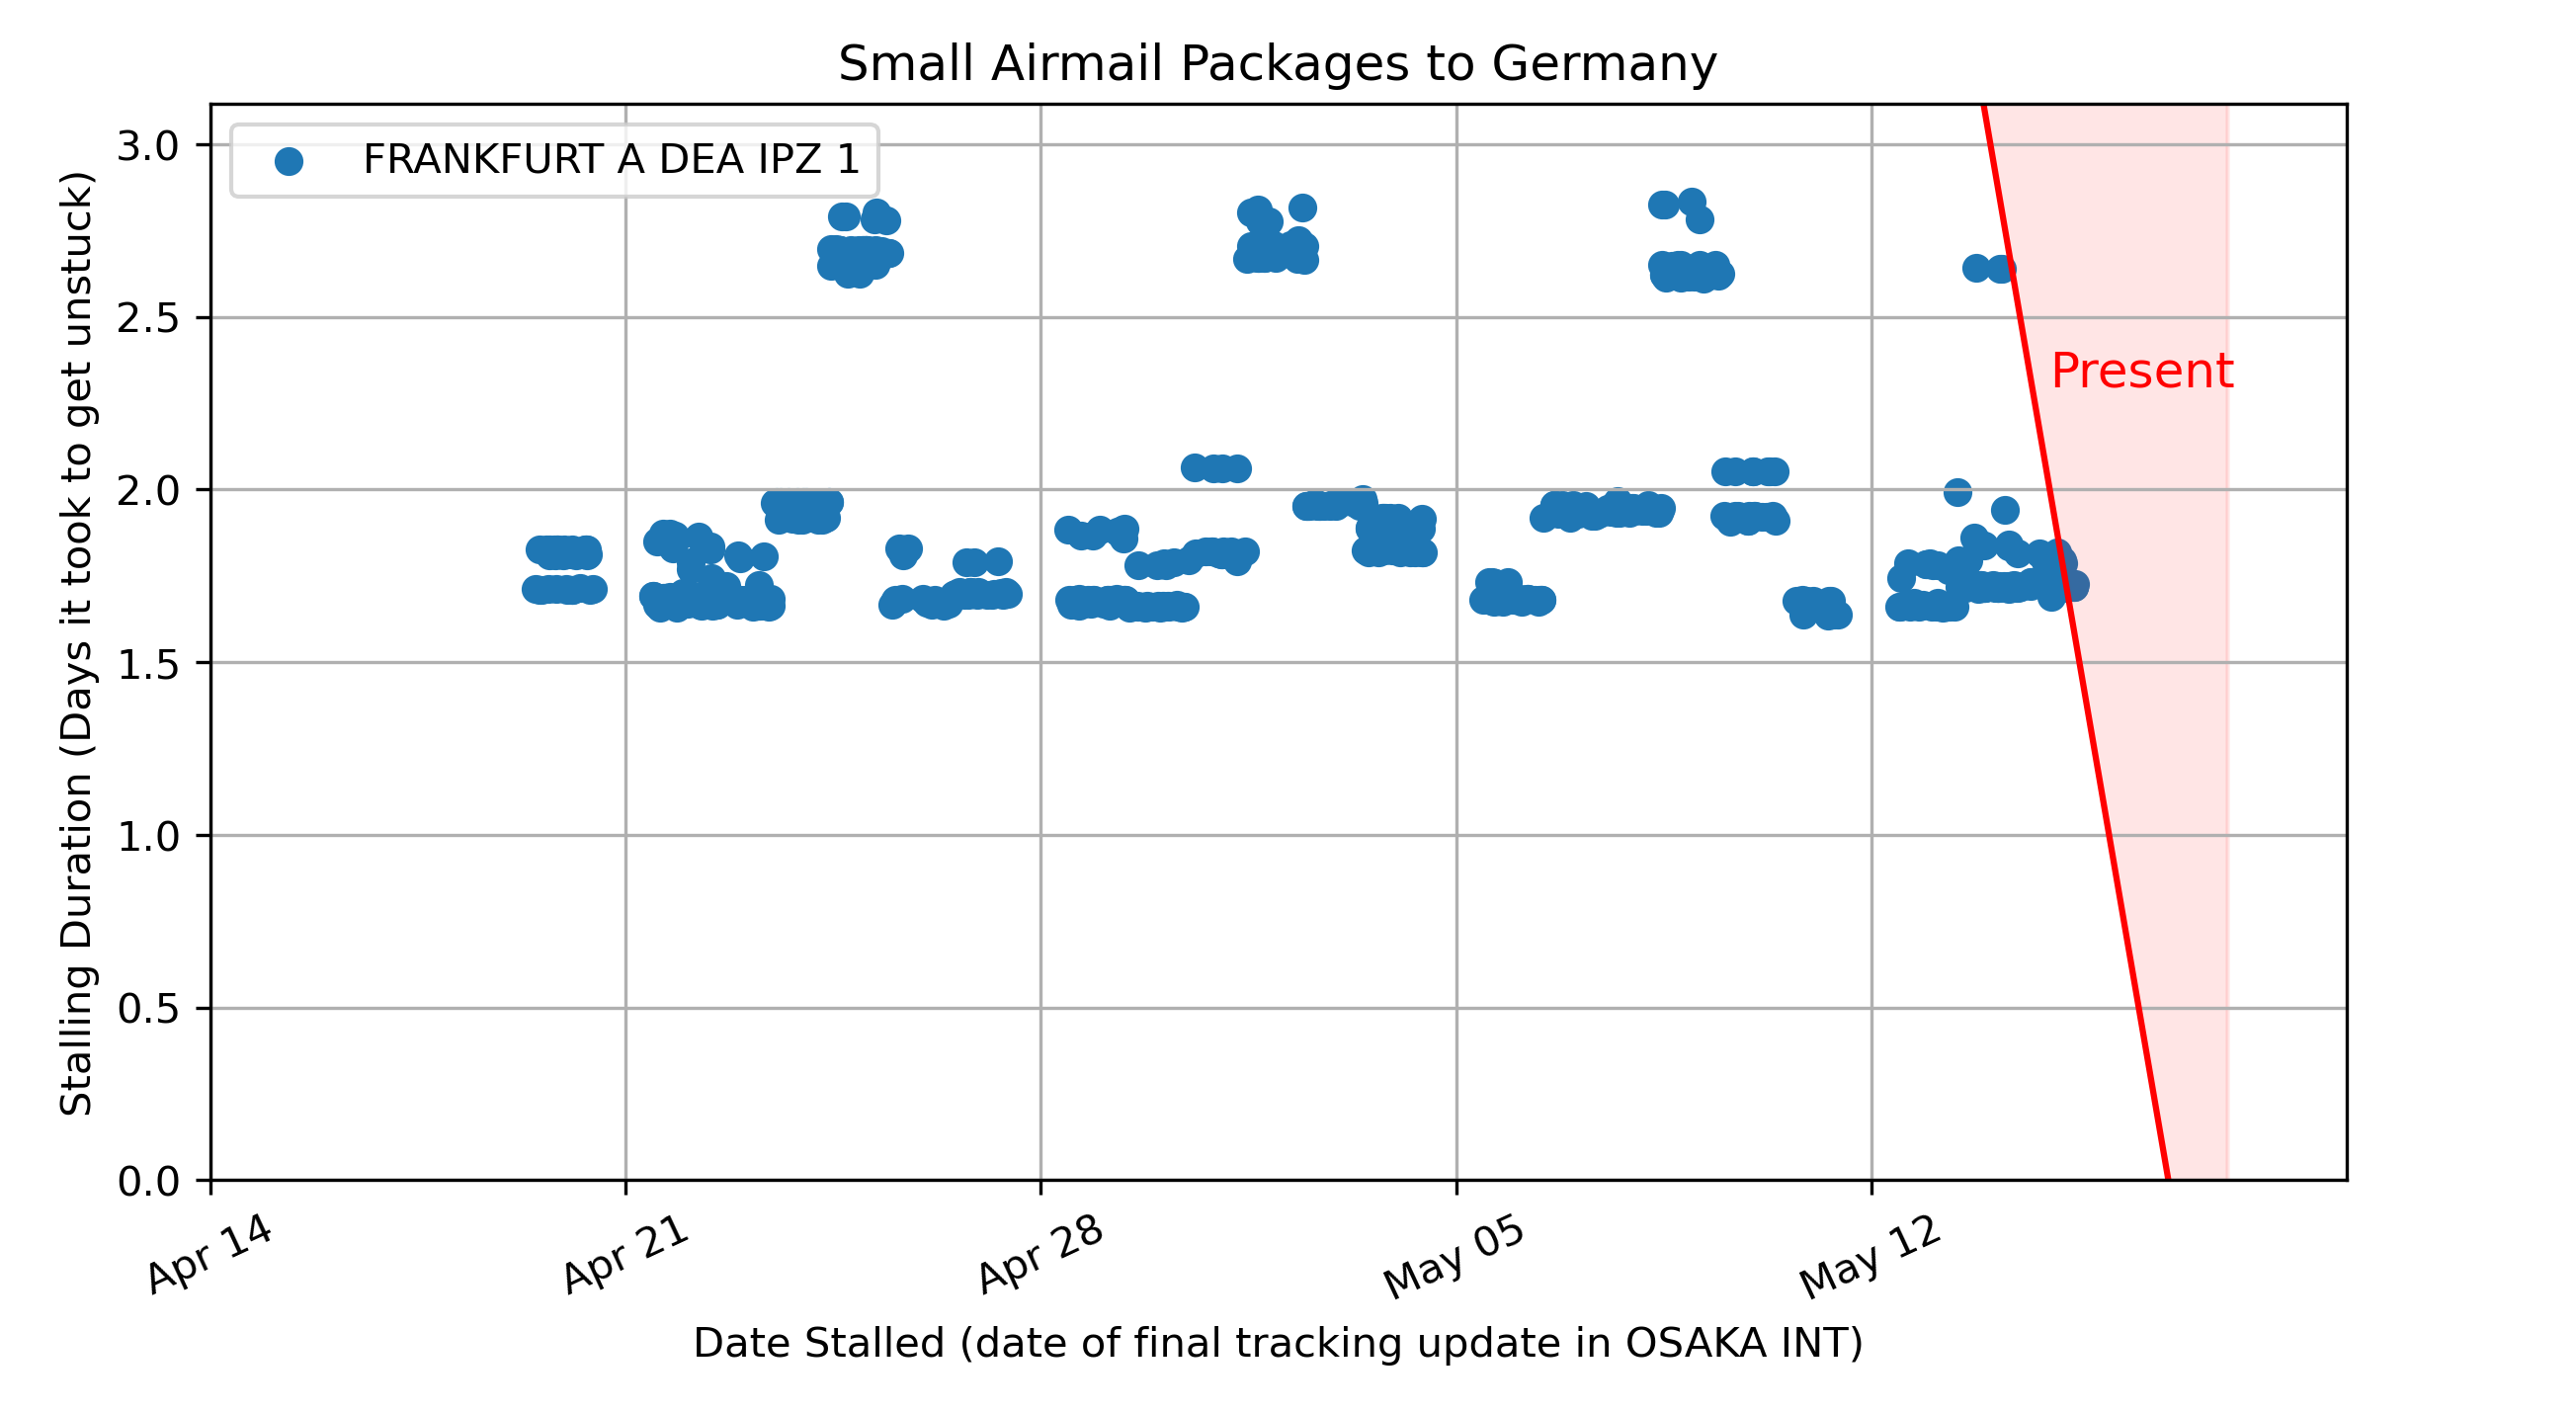 Small Airmail Packages to Germany
FRANKFURT A DEA IPZ 1
Present
Stalling Duration (Days it took to get unstuck)
3.0
2.5
2.0
1.5
1.0
0.5
0.0
Apr 14
Apr 21
Apr 28
May 05
May 12
Date Stalled (date of final tracking update in OSAKA INT)